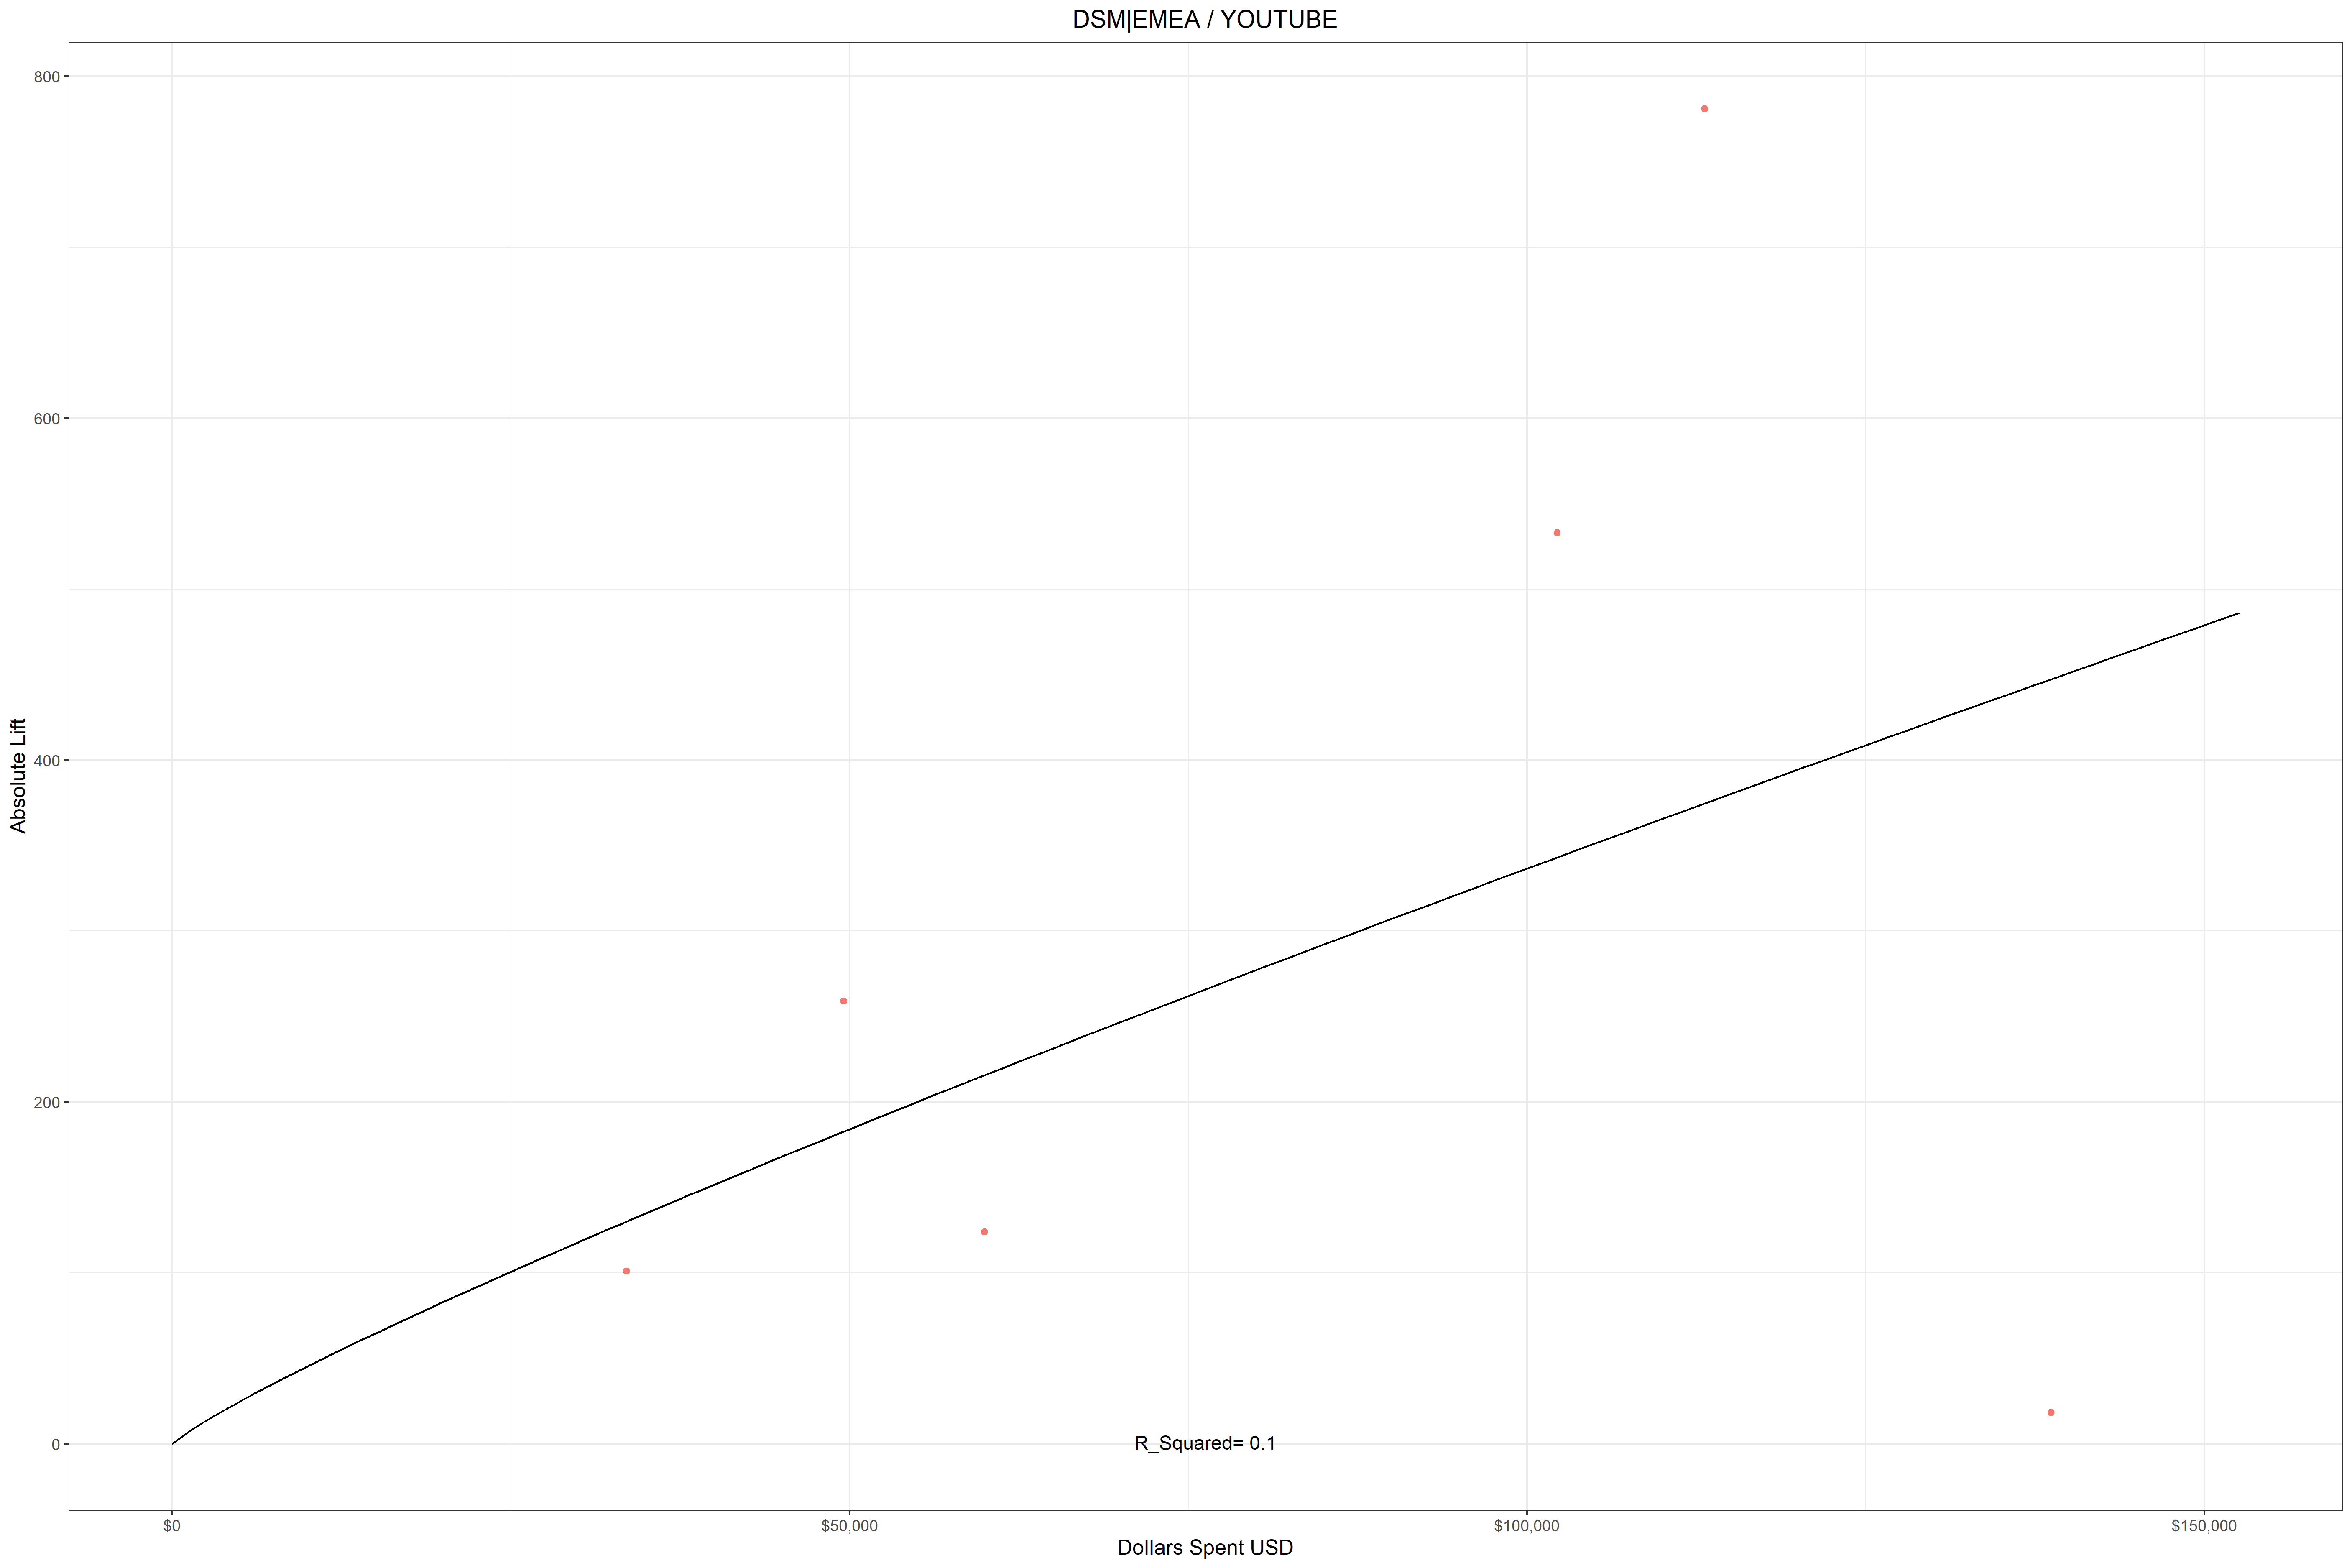 DSM|EMEA / YOUTUBE
800
600
400
200
0
Absolute Lift
R_Squared= 0.1
$0
$50,000
$100,000
$150,000
Dollars Spent USD